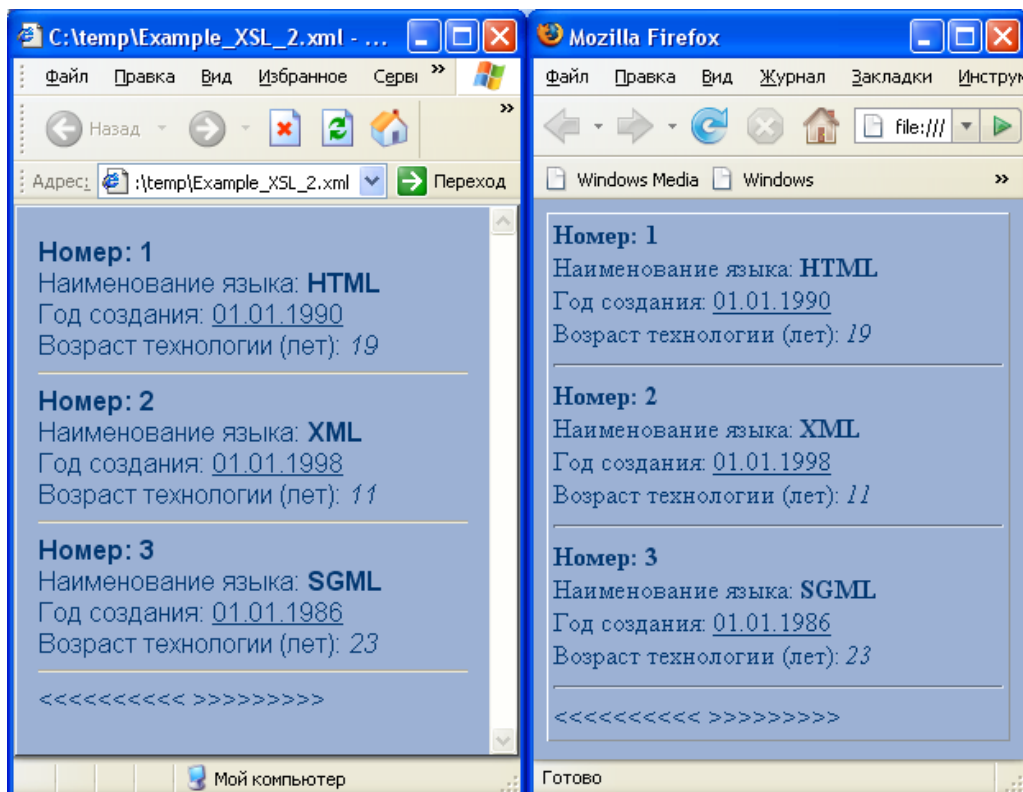 C:\temp\Example_XSL_2.xml - ...
Файл Правка Вид Избранное Серви »
»
Назад
Адрес: :\temp\Example_XSL_2.xml Переход
Номер: 1
Наименование языка: HTML
Год создания: 01.01.1990
Возраст технологии (лет): 19
Номер: 2
Наименование языка: XML
Год создания: 01.01.1998
Возраст технологии (лет): 11
Номер: 3
Наименование языка: SGML
Год создания: 01.01.1986
Возраст технологии (лет): 23
<<<<<<<<<< >>>>>>>>>
Мой компьютер
Mozilla Firefox
Файл Правка Вид Журнал Закладки Инструм
file:///
Windows Media Windows »
Номер: 1
Наименование языка: HTML
Год создания: 01.01.1990
Возраст технологии (лет): 19
Номер: 2
Наименование языка: XML
Год создания: 01.01.1998
Возраст технологии (лет): 11
Номер: 3
Наименование языка: SGML
Год создания: 01.01.1986
Возраст технологии (лет): 23
<<<<<<<<<< >>>>>>>>>
Готово